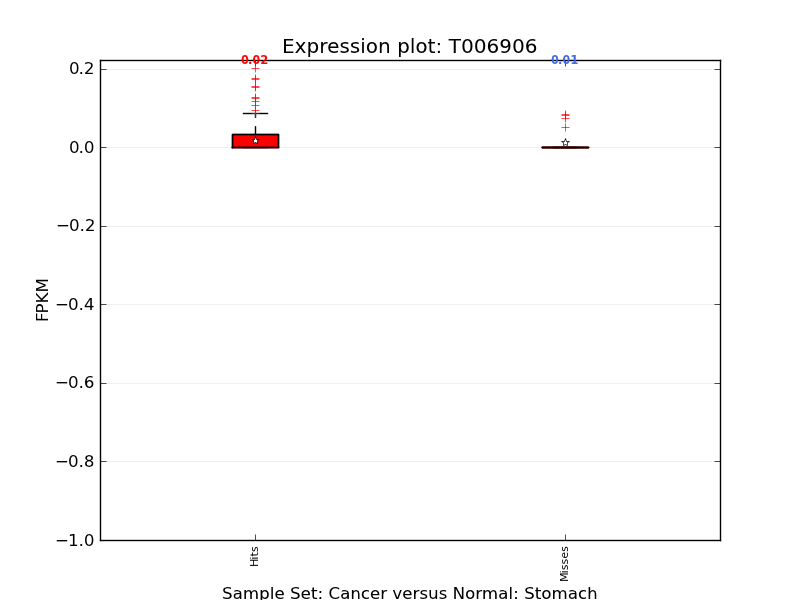 Expression plot: T006906
0.02
0.01
0.2
0.0
−0.2
−0.4
−0.6
−0.8
−1.0
FPKM
Hits
Misses
Sample Set: Cancer versus Normal: Stomach